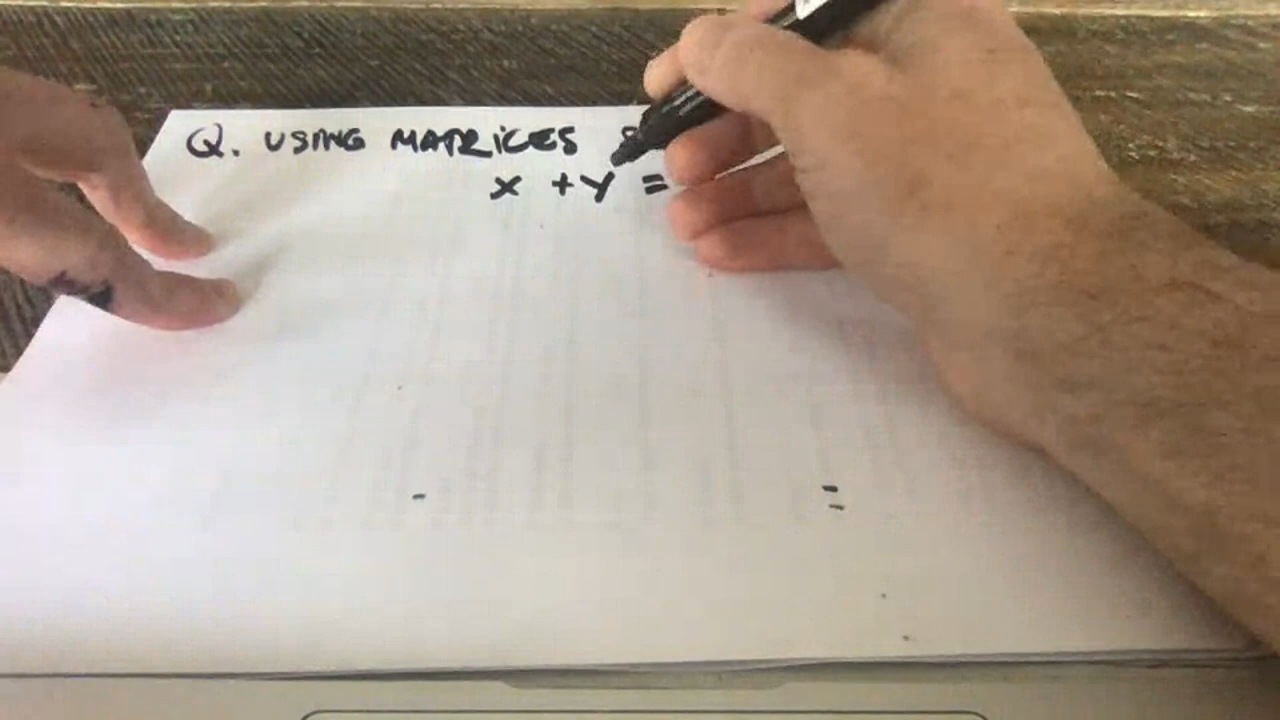 Q. USING MATRICES
x + y =